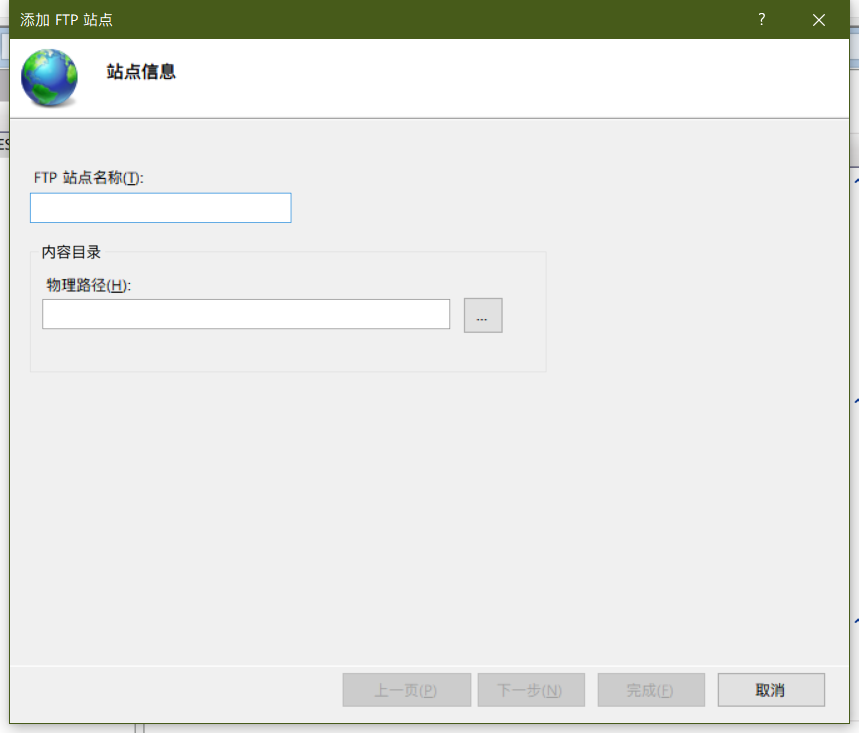 添加 FTP 站点
?
站点信息
ES
FTP 站点名称(T):
内容目录
物理路径(H):
...
上一页(P) 下一步(N) 完成(F) 取消